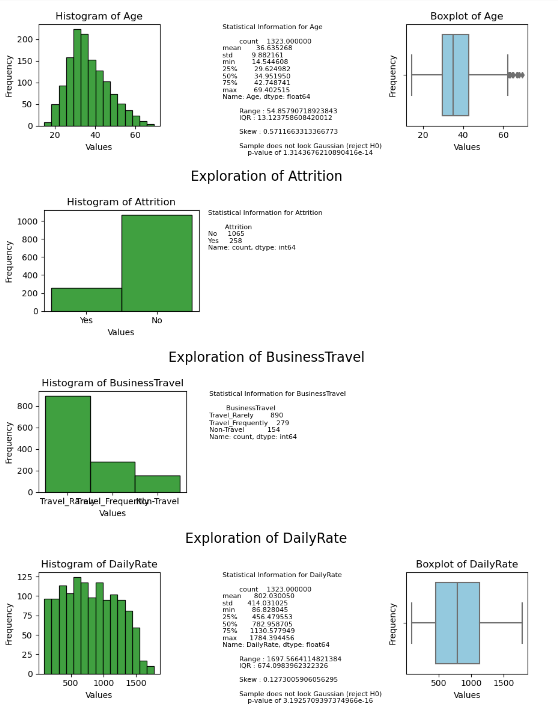 Histogram of Age
Frequency
200
150
100
50
0
20 40 60
Values
Statistical Information for Age
count 1323.000000
mean 36.635268
std 9.882161
min 14.544608
25% 29.624982
50% 34.951950
75% 42.748741
max 69.402515
Name: Age, dtype: float64
Range : 54.85790718923843
IQR : 13.123758608420012
Skew : 0.5711663313366773
Sample does not look Gaussian (reject H0)
p-value of 1.3143676210890416e-14
Boxplot of Age
Frequency
20 40 60
Values
Exploration of Attrition
Histogram of Attrition
Frequency
1000
800
600
400
200
0
Yes No
Values
Statistical Information for Attrition
Attrition
No 1065
Yes 258
Name: count, dtype: int64
Exploration of BusinessTravel
Histogram of BusinessTravel
Frequency
800
600
400
200
0
Travel_Rarely Travel_Frequently Non-Travel
Values
Statistical Information for BusinessTravel
BusinessTravel
Travel_Rarely 890
Travel_Frequently 279
Non-Travel 154
Name: count, dtype: int64
Exploration of DailyRate
Histogram of DailyRate
Frequency
125
100
75
50
25
0
500 1000 1500
Values
Statistical Information for DailyRate
count 1323.000000
mean 802.030050
std 414.031025
min 86.828045
25% 456.479553
50% 782.958705
75% 1130.577949
max 1784.394456
Name: DailyRate, dtype: float64
Range : 1697.5664114821384
IQR : 674.0983962322326
Skew : 0.1273005906056295
Sample does not look Gaussian (reject H0)
p-value of 3.1925709397374966e-16
Boxplot of DailyRate
Frequency
500 1000 1500
Values